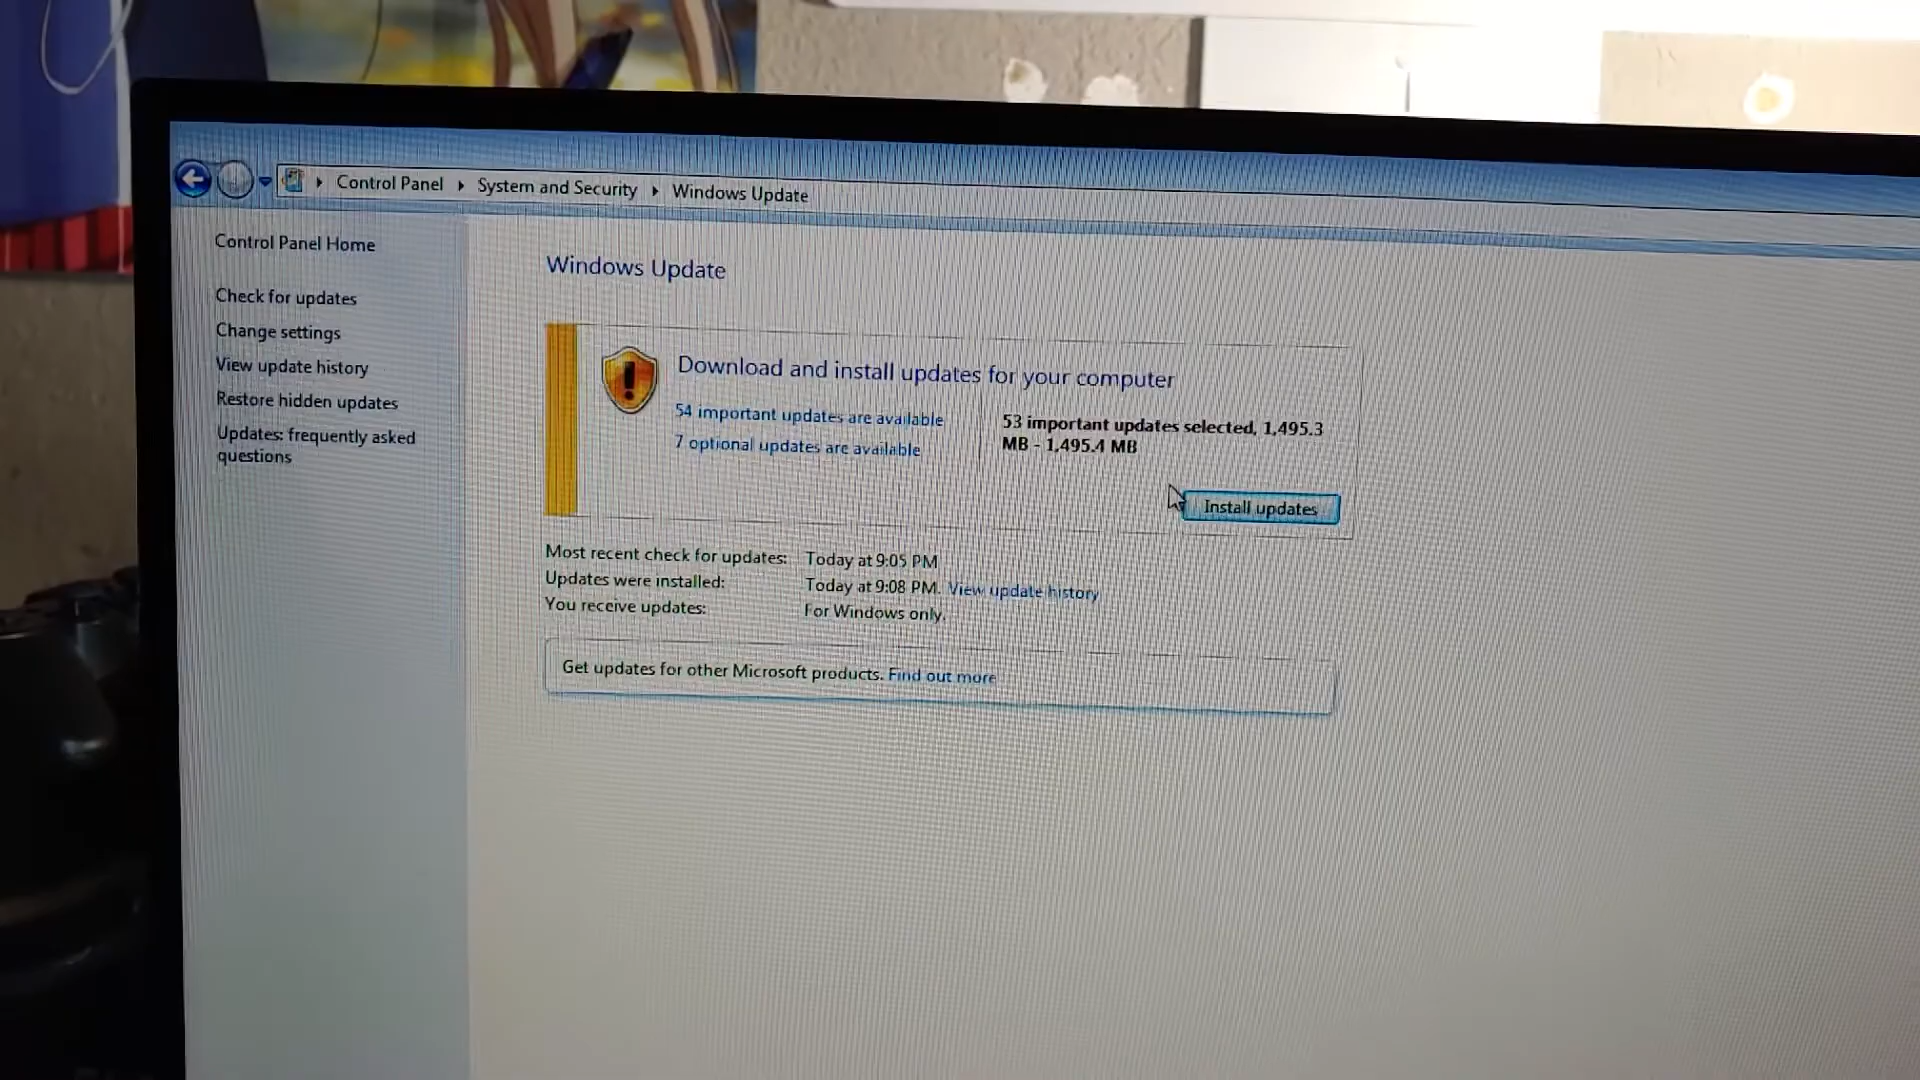 Control Panel System and Security Windows Update
Control Panel Home
Check for updates
Change settings
View update history
Restore hidden updates
Updates: frequently asked
questions
Windows Update
Download and install updates for your computer
54 important updates are available
7 optional updates are available
53 important updates selected, 1,495.3
MB - 1,495.4 MB
Install updates
Most recent check for updates: Today at 9:05 PM
Updates were installed: Today at 9:08 PM. View update history
You receive updates: For Windows only.
Get updates for other Microsoft products. Find out more